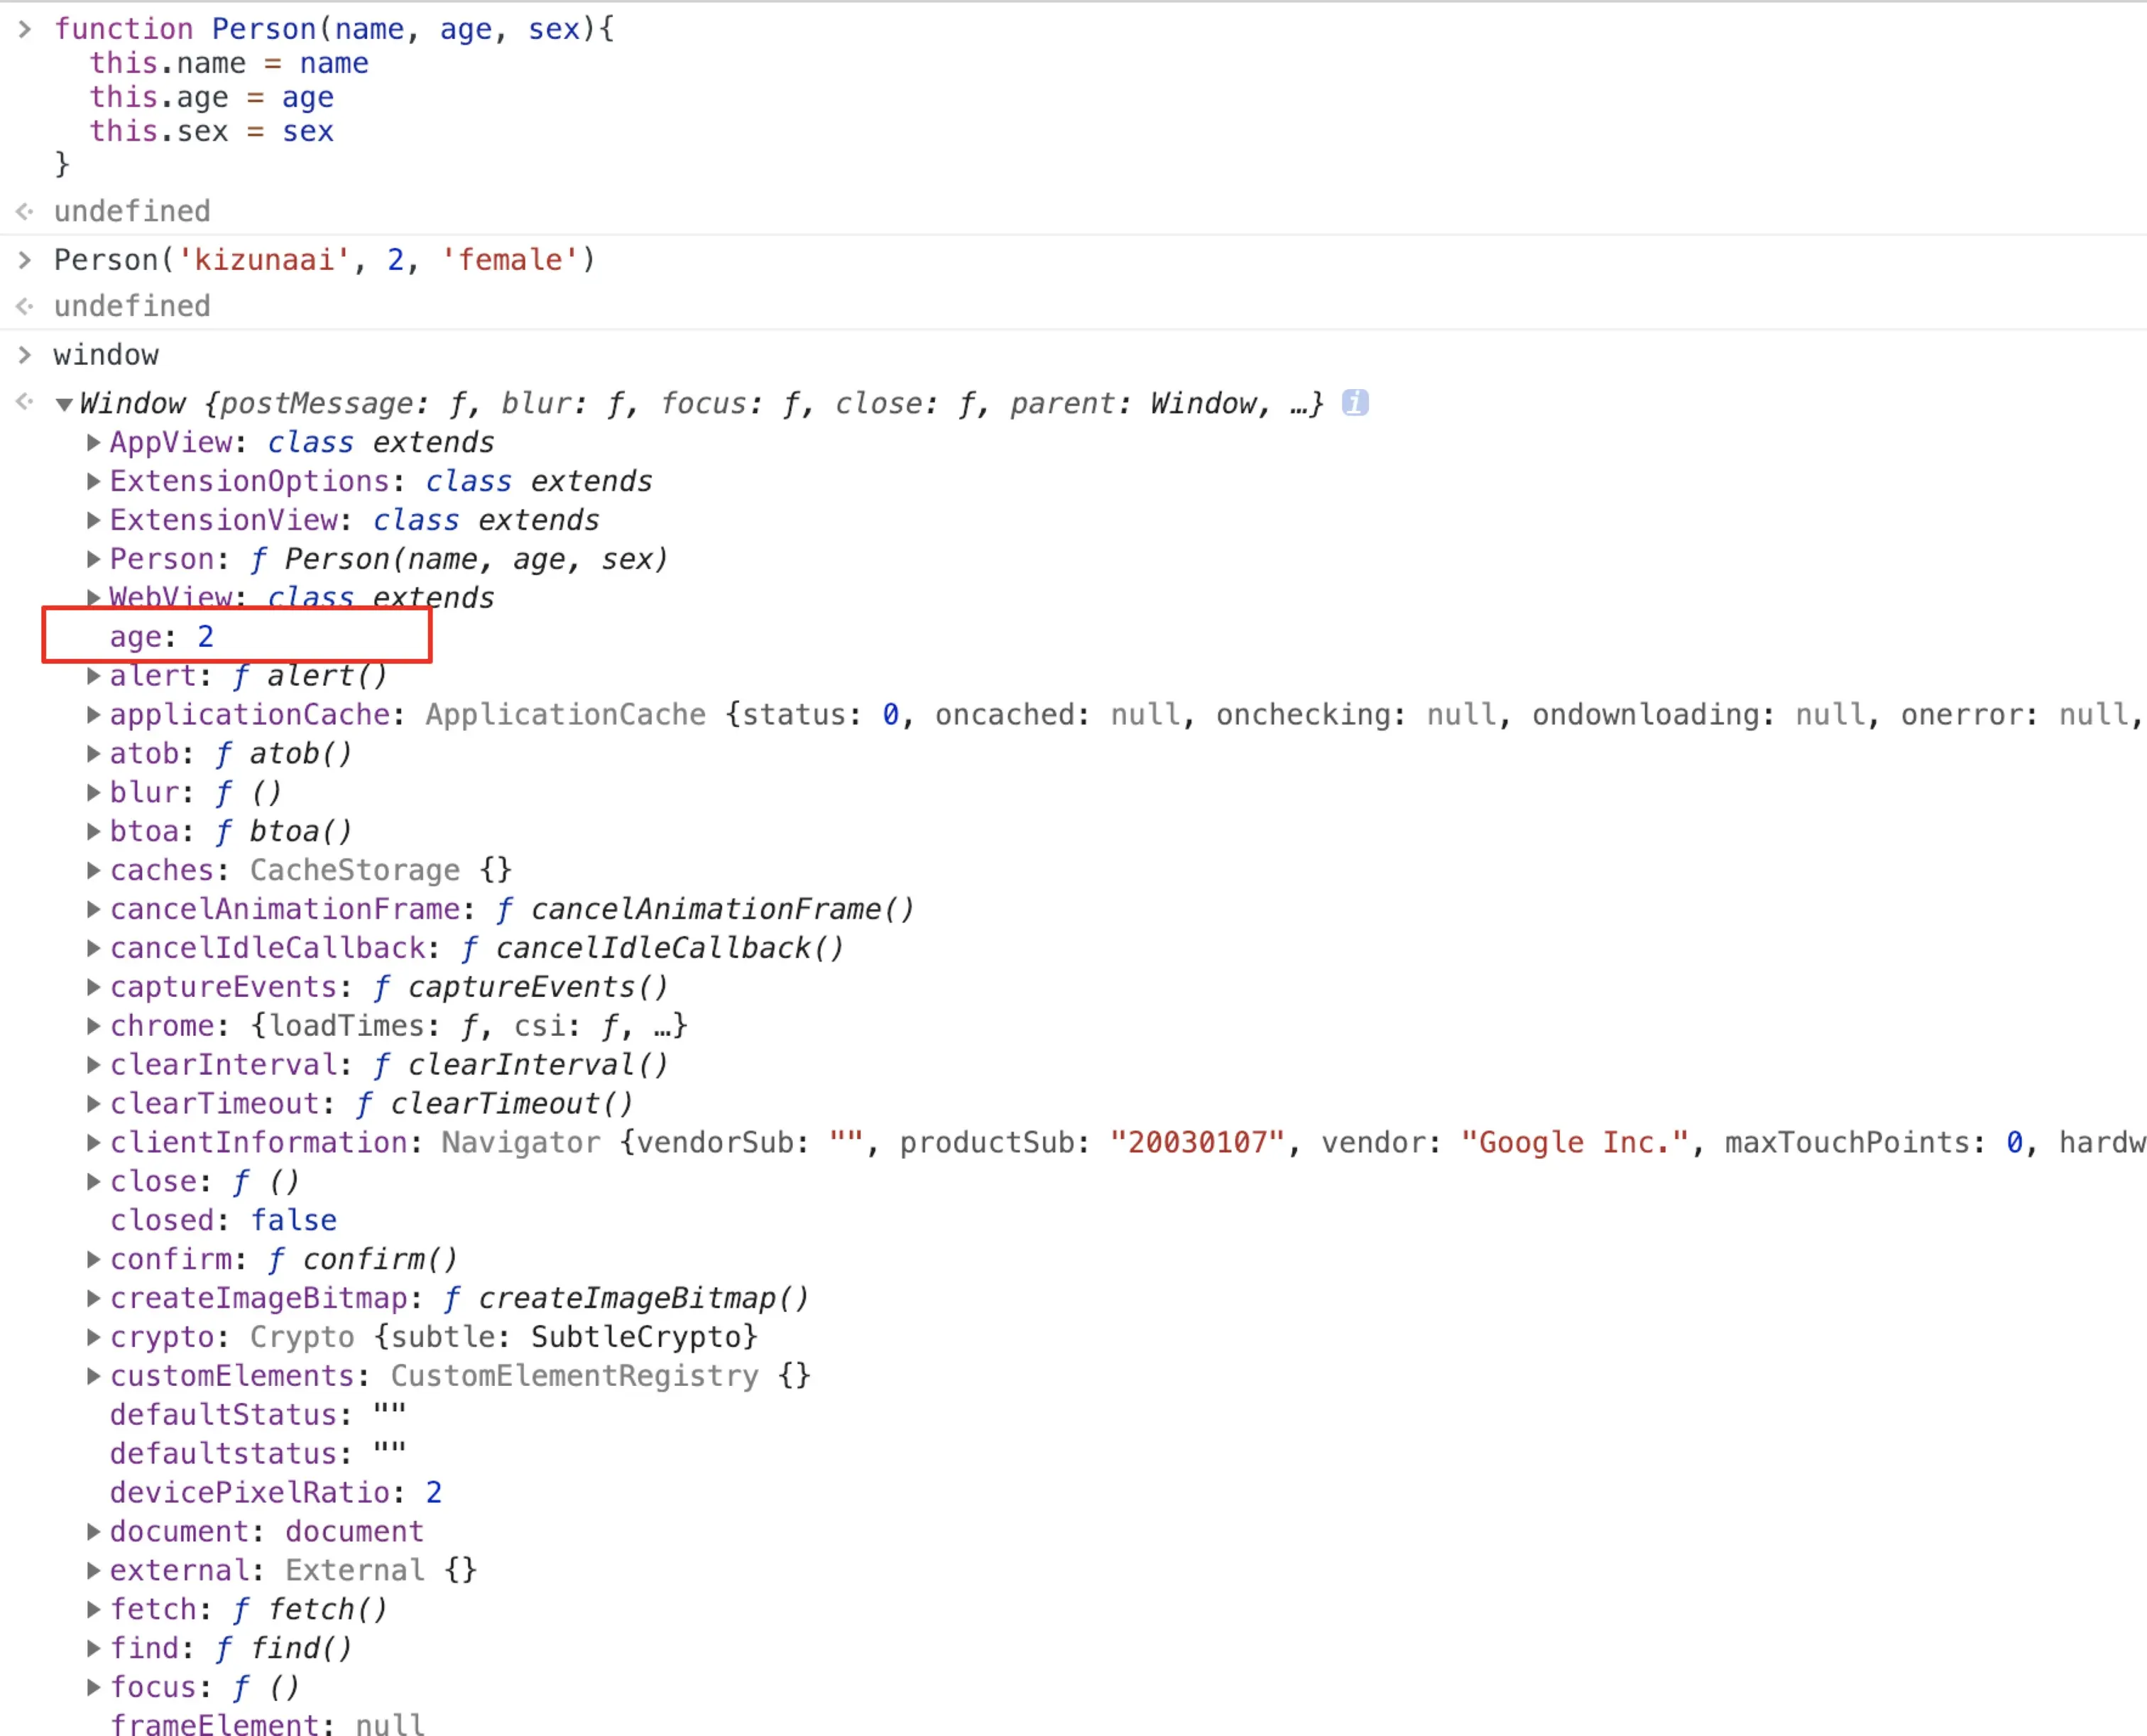 function Person(name, age, sex){
this.name = name
this.age = age
this.sex = sex
}
undefined
Person('kizunaai', 2, 'female')
undefined
window
Window {postMessage: ƒ, blur: ƒ, focus: ƒ, close: ƒ, parent: Window, …} i
AppView: class extends
ExtensionOptions: class extends
ExtensionView: class extends
Person: ƒ Person(name, age, sex)
WebView: class extends
age: 2
alert: ƒ alert()
applicationCache: ApplicationCache {status: 0, oncached: null, onchecking: null, ondownloading: null, onerror: null,
atob: ƒ atob()
blur: ƒ ()
btoa: ƒ btoa()
caches: CacheStorage {}
cancelAnimationFrame: ƒ cancelAnimationFrame()
cancelIdleCallback: ƒ cancelIdleCallback()
captureEvents: ƒ captureEvents()
chrome: {loadTimes: ƒ, csi: ƒ, …}
clearInterval: ƒ clearInterval()
clearTimeout: ƒ clearTimeout()
clientInformation: Navigator {vendorSub: "", productSub: "20030107", vendor: "Google Inc.", maxTouchPoints: 0, hardw
close: ƒ ()
closed: false
confirm: ƒ confirm()
createImageBitmap: ƒ createImageBitmap()
crypto: Crypto {subtle: SubtleCrypto}
customElements: CustomElementRegistry {}
defaultStatus: ""
defaultstatus: ""
devicePixelRatio: 2
document: document
external: External {}
fetch: ƒ fetch()
find: ƒ find()
focus: ƒ ()
frameElement: null